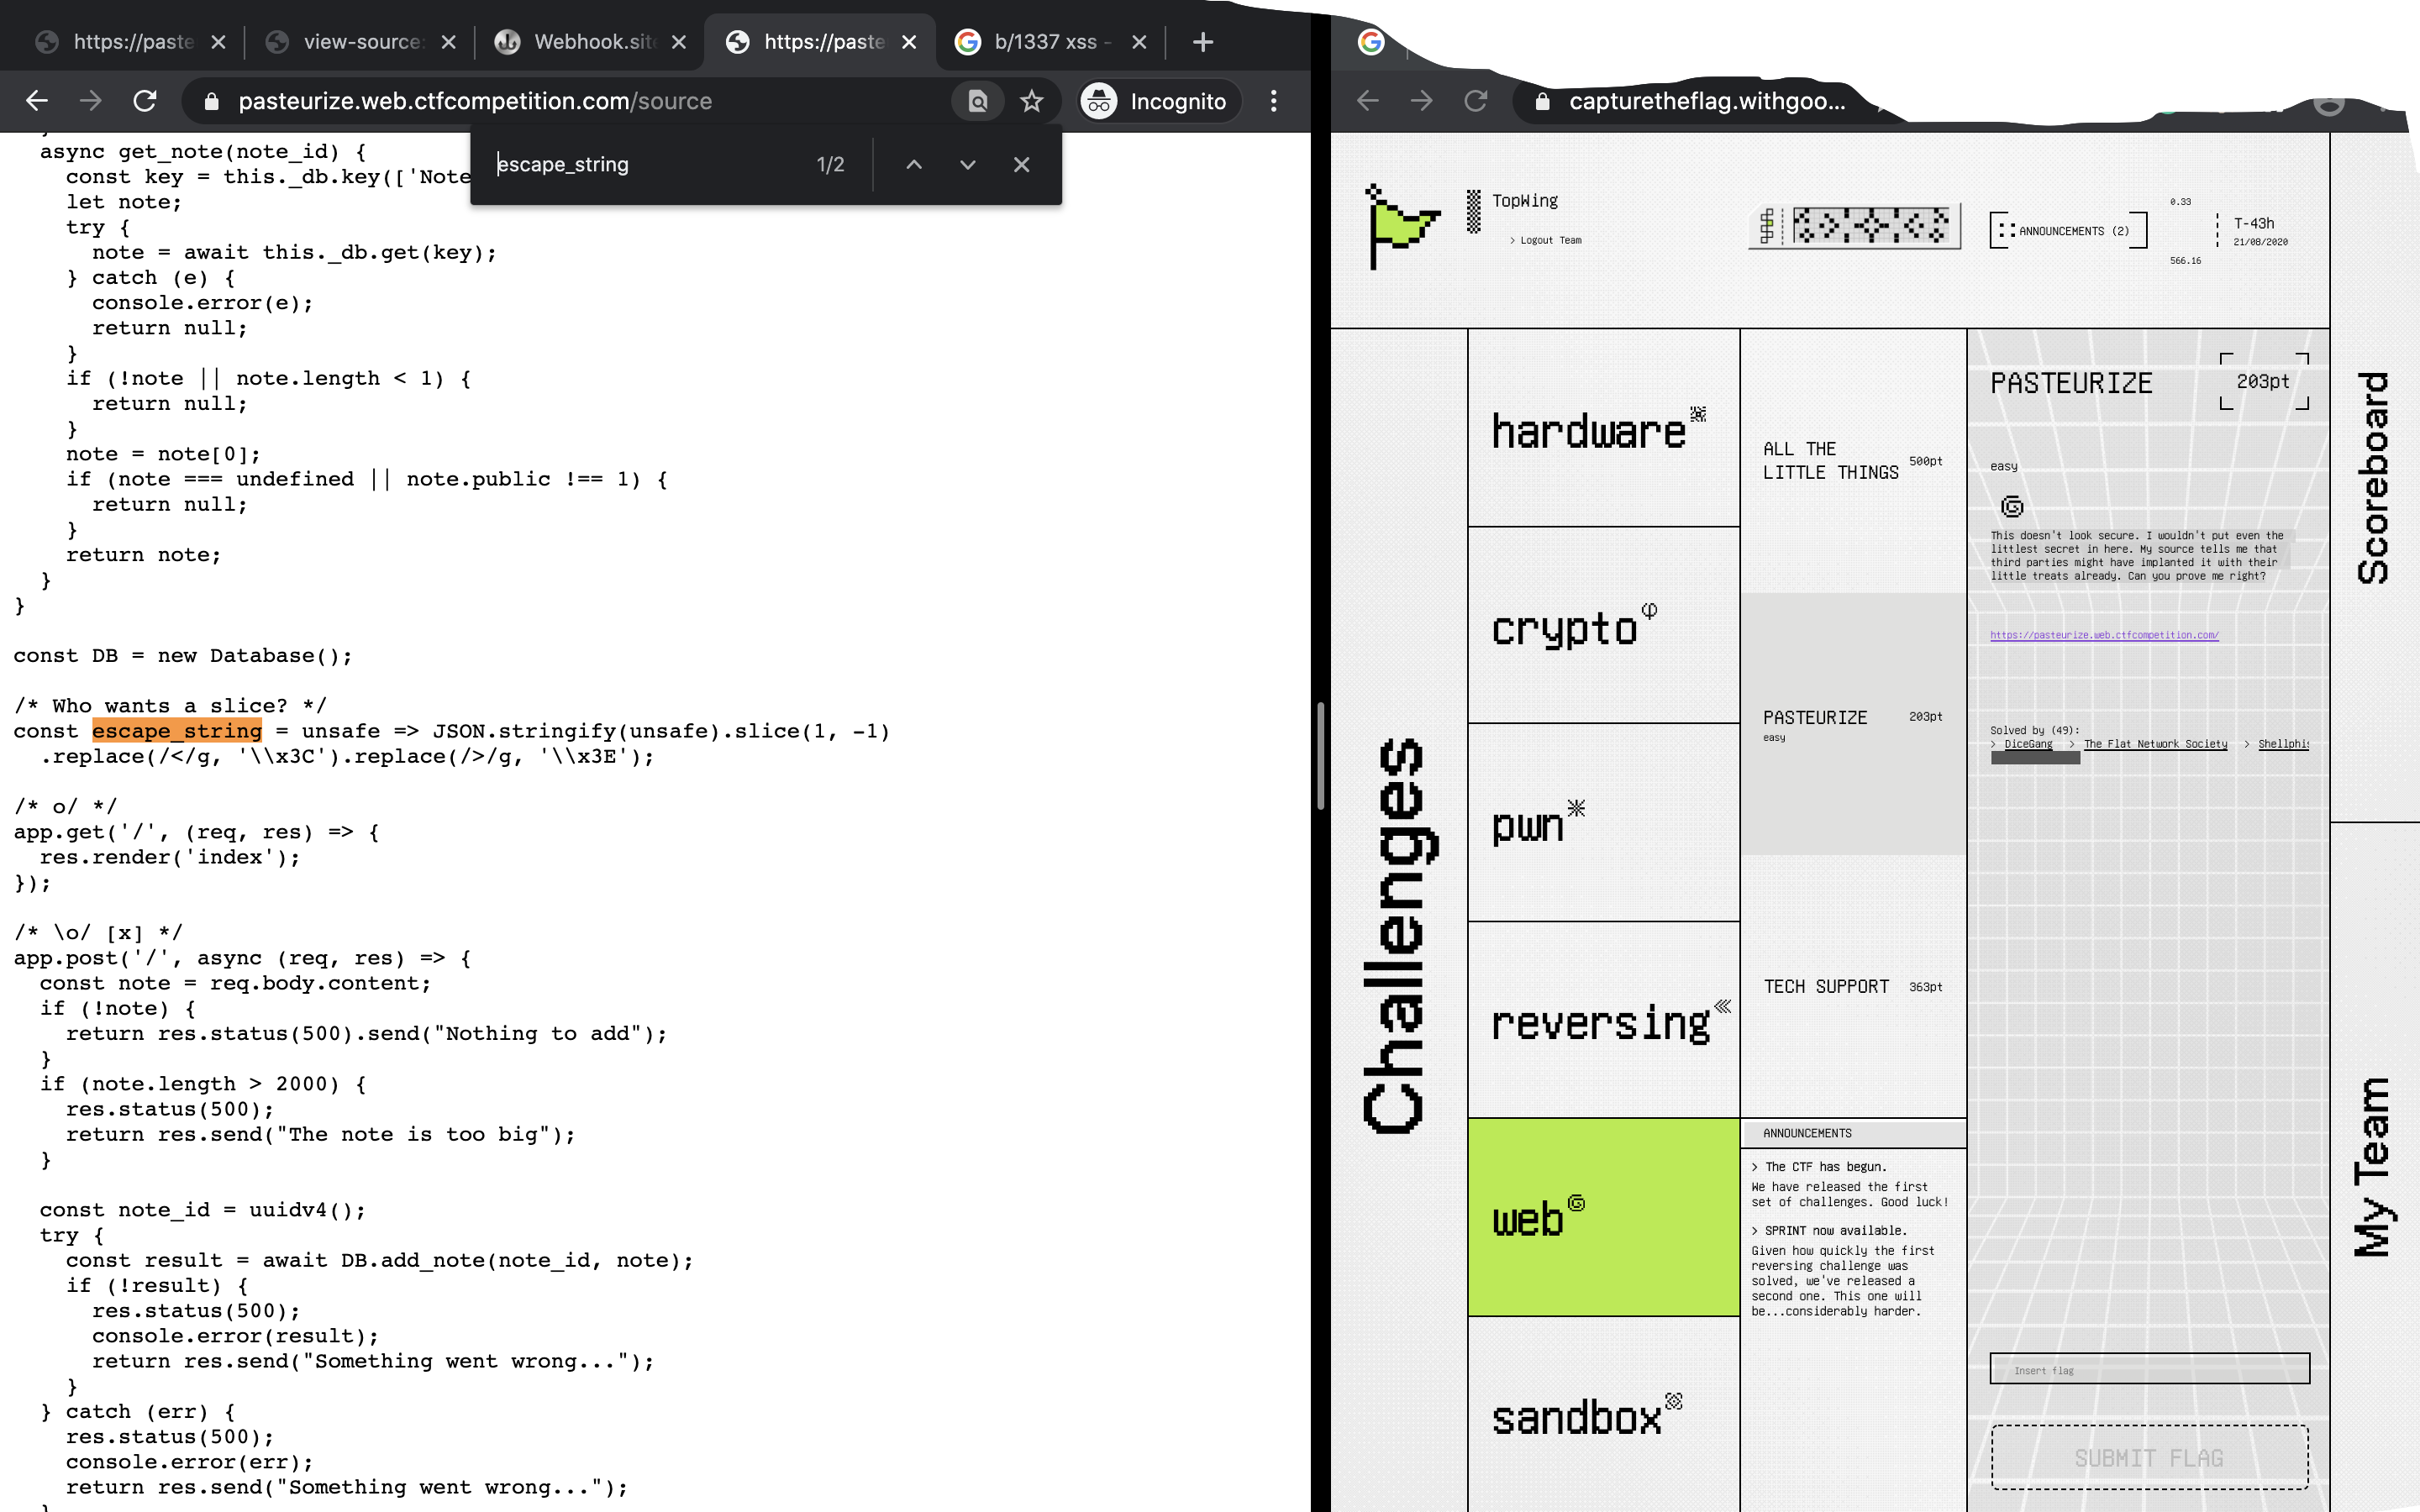 https://paste
view-source:
Webhook.site
https://paste
b/1337 xss -
pasteurize.web.ctfcompetition.com/source
Incognito
escape_string
1/2
async get_note(note_id) {
const key = this._db.key(['Note
let note;
try {
note = await this._db.get(key);
} catch (e) {
console.error(e);
return null;
}
if (!note || note.length < 1) {
return null;
}
note = note[0];
if (note === undefined || note.public !== 1) {
return null;
}
return note;
}
}
const DB = new Database();
/* Who wants a slice? */
const escape_string = unsafe => JSON.stringify(unsafe).slice(1, -1)
.replace(/</g, '\\x3C').replace(/>/g, '\\x3E');
/* o/ */
app.get('/', (req, res) => {
res.render('index');
});
/* \o/ [x] */
app.post('/', async (req, res) => {
const note = req.body.content;
if (!note) {
return res.status(500).send("Nothing to add");
}
if (note.length > 2000) {
res.status(500);
return res.send("The note is too big");
}
const note_id = uuidv4();
try {
const result = await DB.add_note(note_id, note);
if (!result) {
res.status(500);
console.error(result);
return res.send("Something went wrong...");
}
} catch (err) {
res.status(500);
console.error(err);
return res.send("Something went wrong...");
capturetheflag.withgoo...
TopWing
> Logout Team
ANNOUNCEMENTS (2)
0.33
566.16
T-43h
21/08/2020
Challenges
hardware
crypto
pwn
reversing
web
sandbox
ALL THE
LITTLE THINGS
500pt
PASTEURIZE
203pt
easy
TECH SUPPORT
363pt
ANNOUNCEMENTS
> The CTF has begun.
We have released the first
set of challenges. Good luck!
> SPRINT now available.
Given how quickly the first
reversing challenge was
solved, we've released a
second one. This one will
be...considerably harder.
PASTEURIZE
203pt
easy
This doesn't look secure. I wouldn't put even the
littlest secret in here. My source tells me that
third parties might have implanted it with their
little treats already. Can you prove me right?
https://pasteurize.web.ctfcompetition.com/
Solved by (49):
> DiceGang > The Flat Network Society > Shellphis
Insert flag
SUBMIT FLAG
Scoreboard
My Team